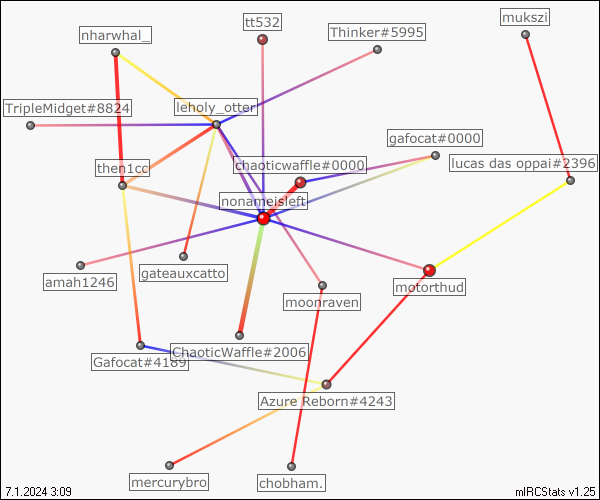 mukszi
tt532
nharwhal_
Thinker#5995
TripleMidget#8824
leholy_otter
gafocat#0000
chaoticwaffle#0000
lucas das oppai#2396
then1cc
nonameisleft
gateauxcatto
amah1246
motorthud
moonraven
ChaoticWaffle#2006
Gafocat#4189
Azure Reborn#4243
mercurybro
chobham.
7.1.2024 3:09
mIRCStats v1.25